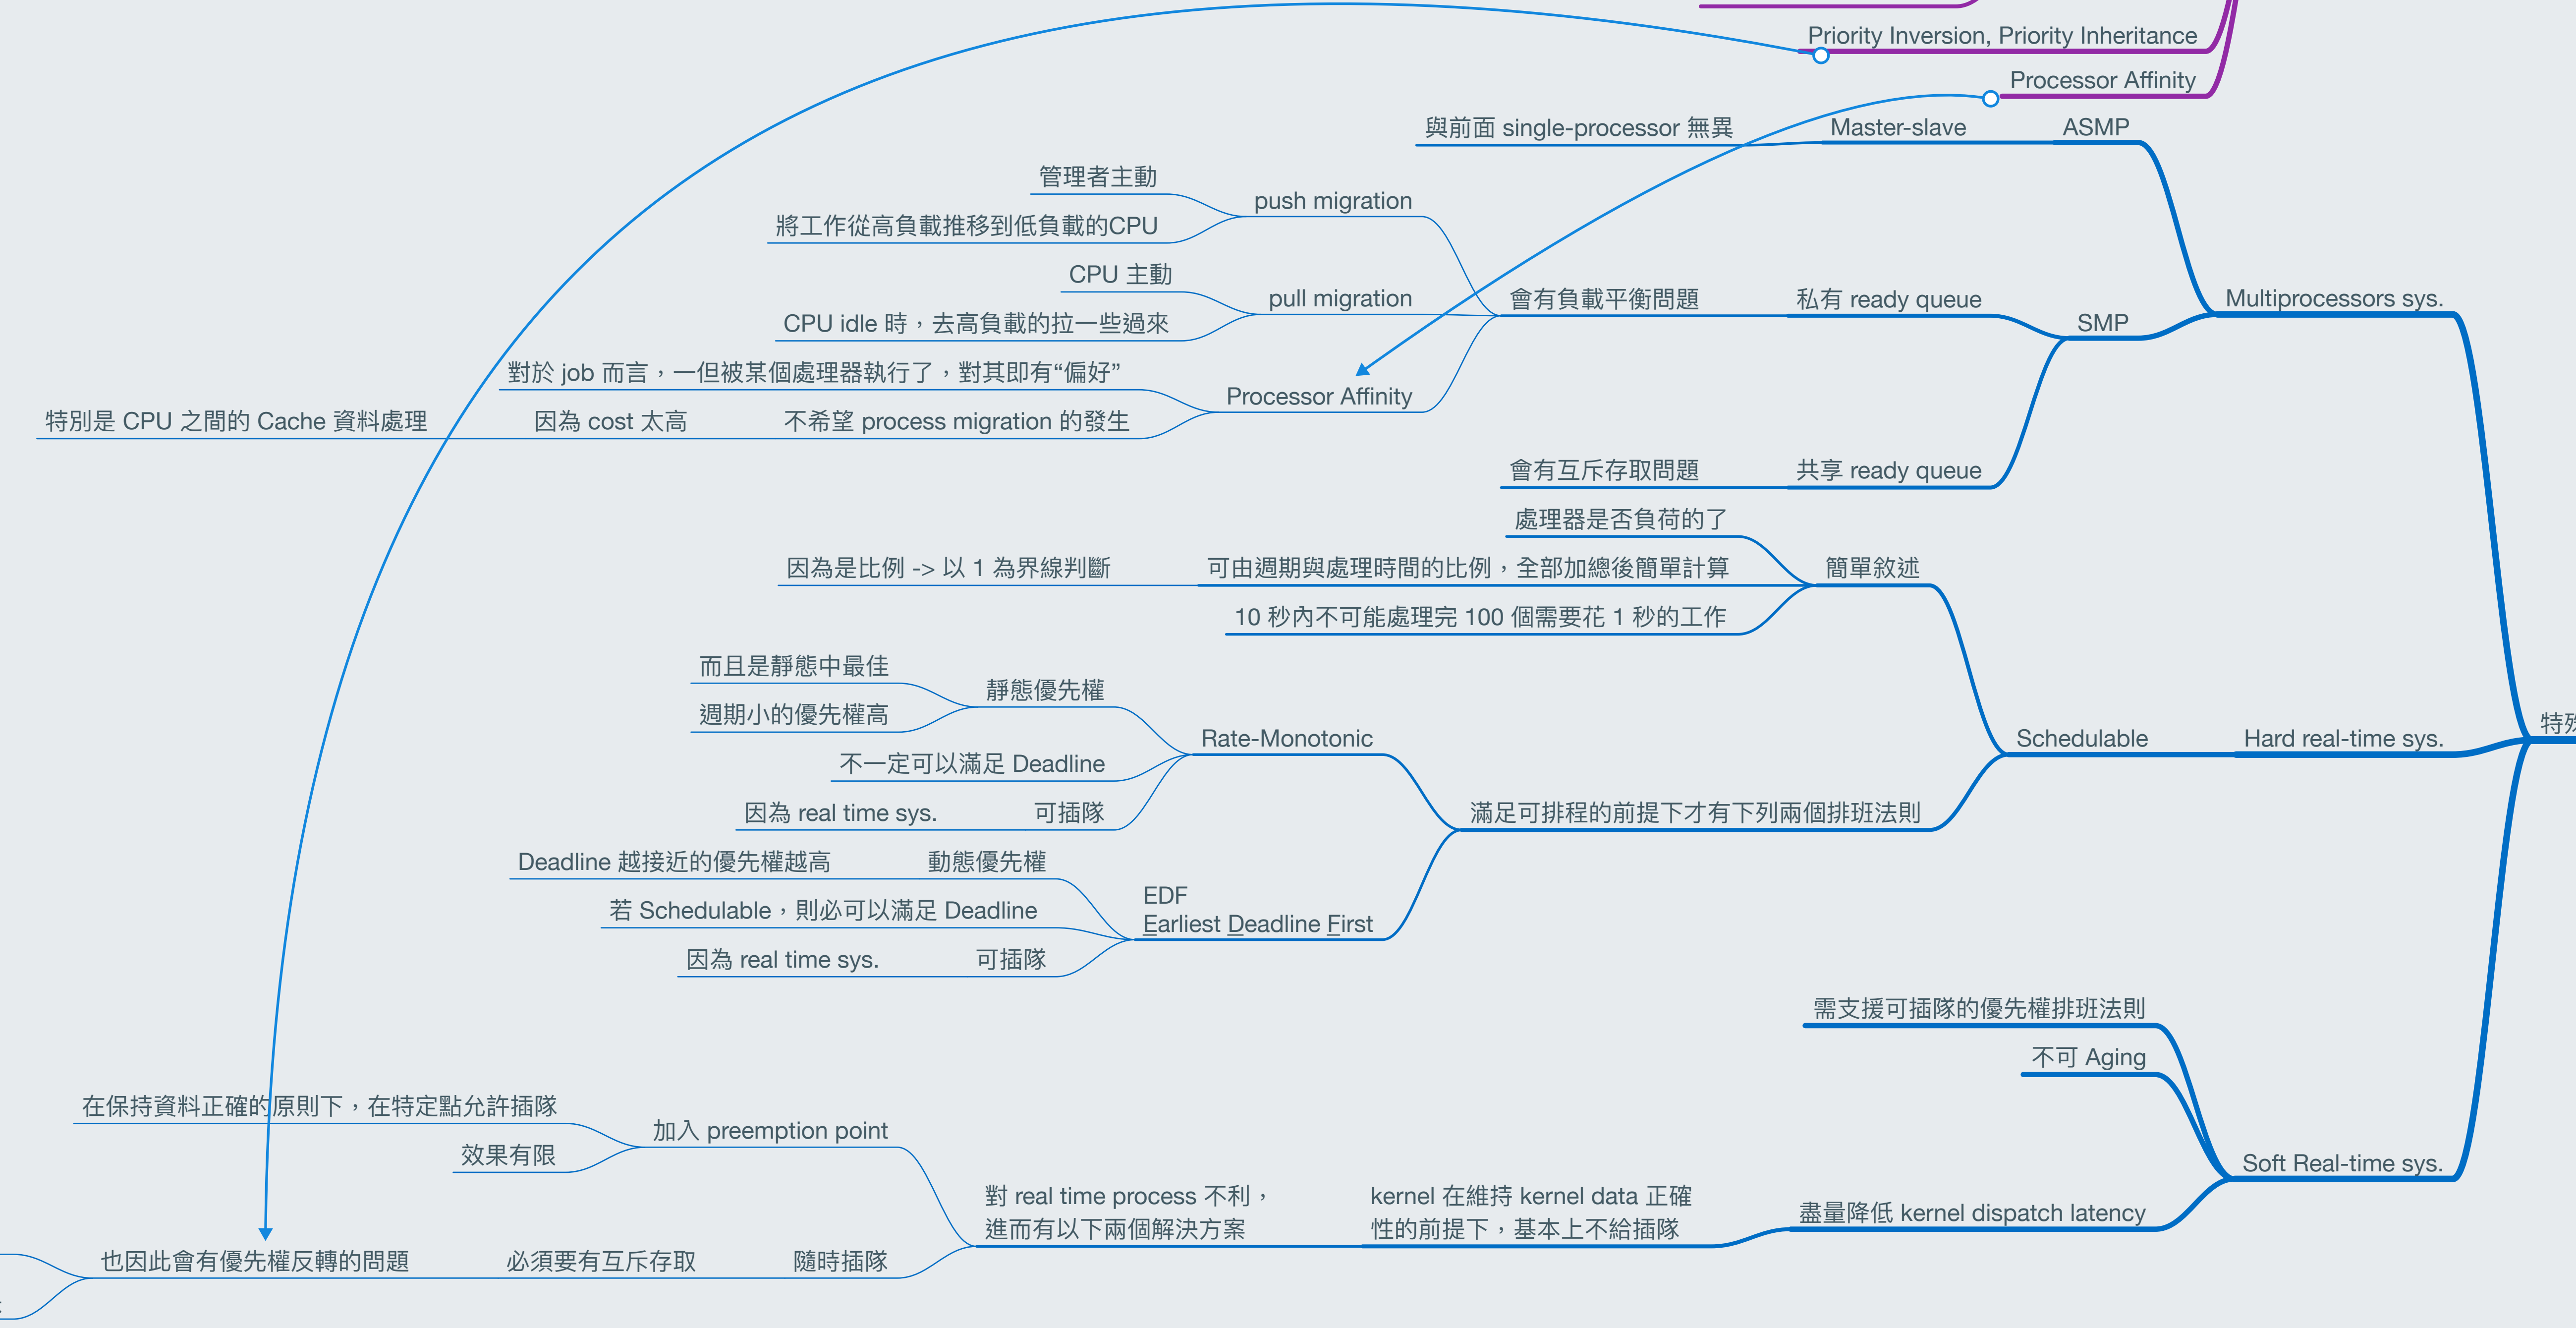 Priority Inversion, Priority Inheritance
Processor Affinity
與前面 single-processor 無異
Master-slave
ASMP
管理者主動
push migration
將工作從高負載推移到低負載的CPU
CPU 主動
pull migration
會有負載平衡問題
私有 ready queue
Multiprocessors sys.
CPU idle 時，去高負載的拉一些過來
SMP
對於 job 而言，一但被某個處理器執行了，對其即有“偏好”
Processor Affinity
特別是 CPU 之間的 Cache 資料處理
因為 cost 太高
不希望 process migration 的發生
會有互斥存取問題
共享 ready queue
處理器是否負荷的了
因為是比例 -> 以 1 為界線判斷
可由週期與處理時間的比例，全部加總後簡單計算
簡單敘述
10 秒內不可能處理完 100 個需要花 1 秒的工作
而且是靜態中最佳
靜態優先權
週期小的優先權高
Rate-Monotonic
Schedulable
Hard real-time sys.
特殊
不一定可以滿足 Deadline
因為 real time sys.
可插隊
滿足可排程的前提下才有下列兩個排班法則
Deadline 越接近的優先權越高
動態優先權
EDF
Earliest Deadline First
若 Schedulable，則必可以滿足 Deadline
因為 real time sys.
可插隊
需支援可插隊的優先權排班法則
不可 Aging
在保持資料正確的原則下，在特定點允許插隊
加入 preemption point
效果有限
Soft Real-time sys.
對 real time process 不利，
進而有以下兩個解決方案
kernel 在維持 kernel data 正確
性的前提下，基本上不給插隊
盡量降低 kernel dispatch latency
也因此會有優先權反轉的問題
必須要有互斥存取
隨時插隊